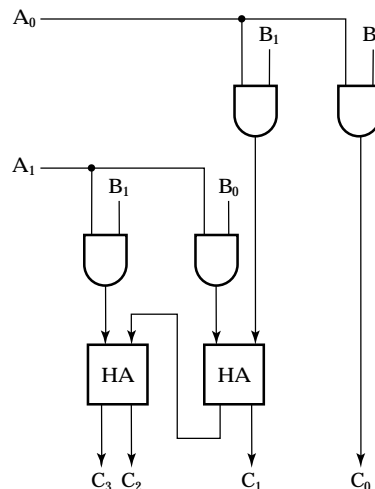 A₀
B₁ B
A₁
B₁ B₀
HA HA
C₃ C₂ C₁ C₀